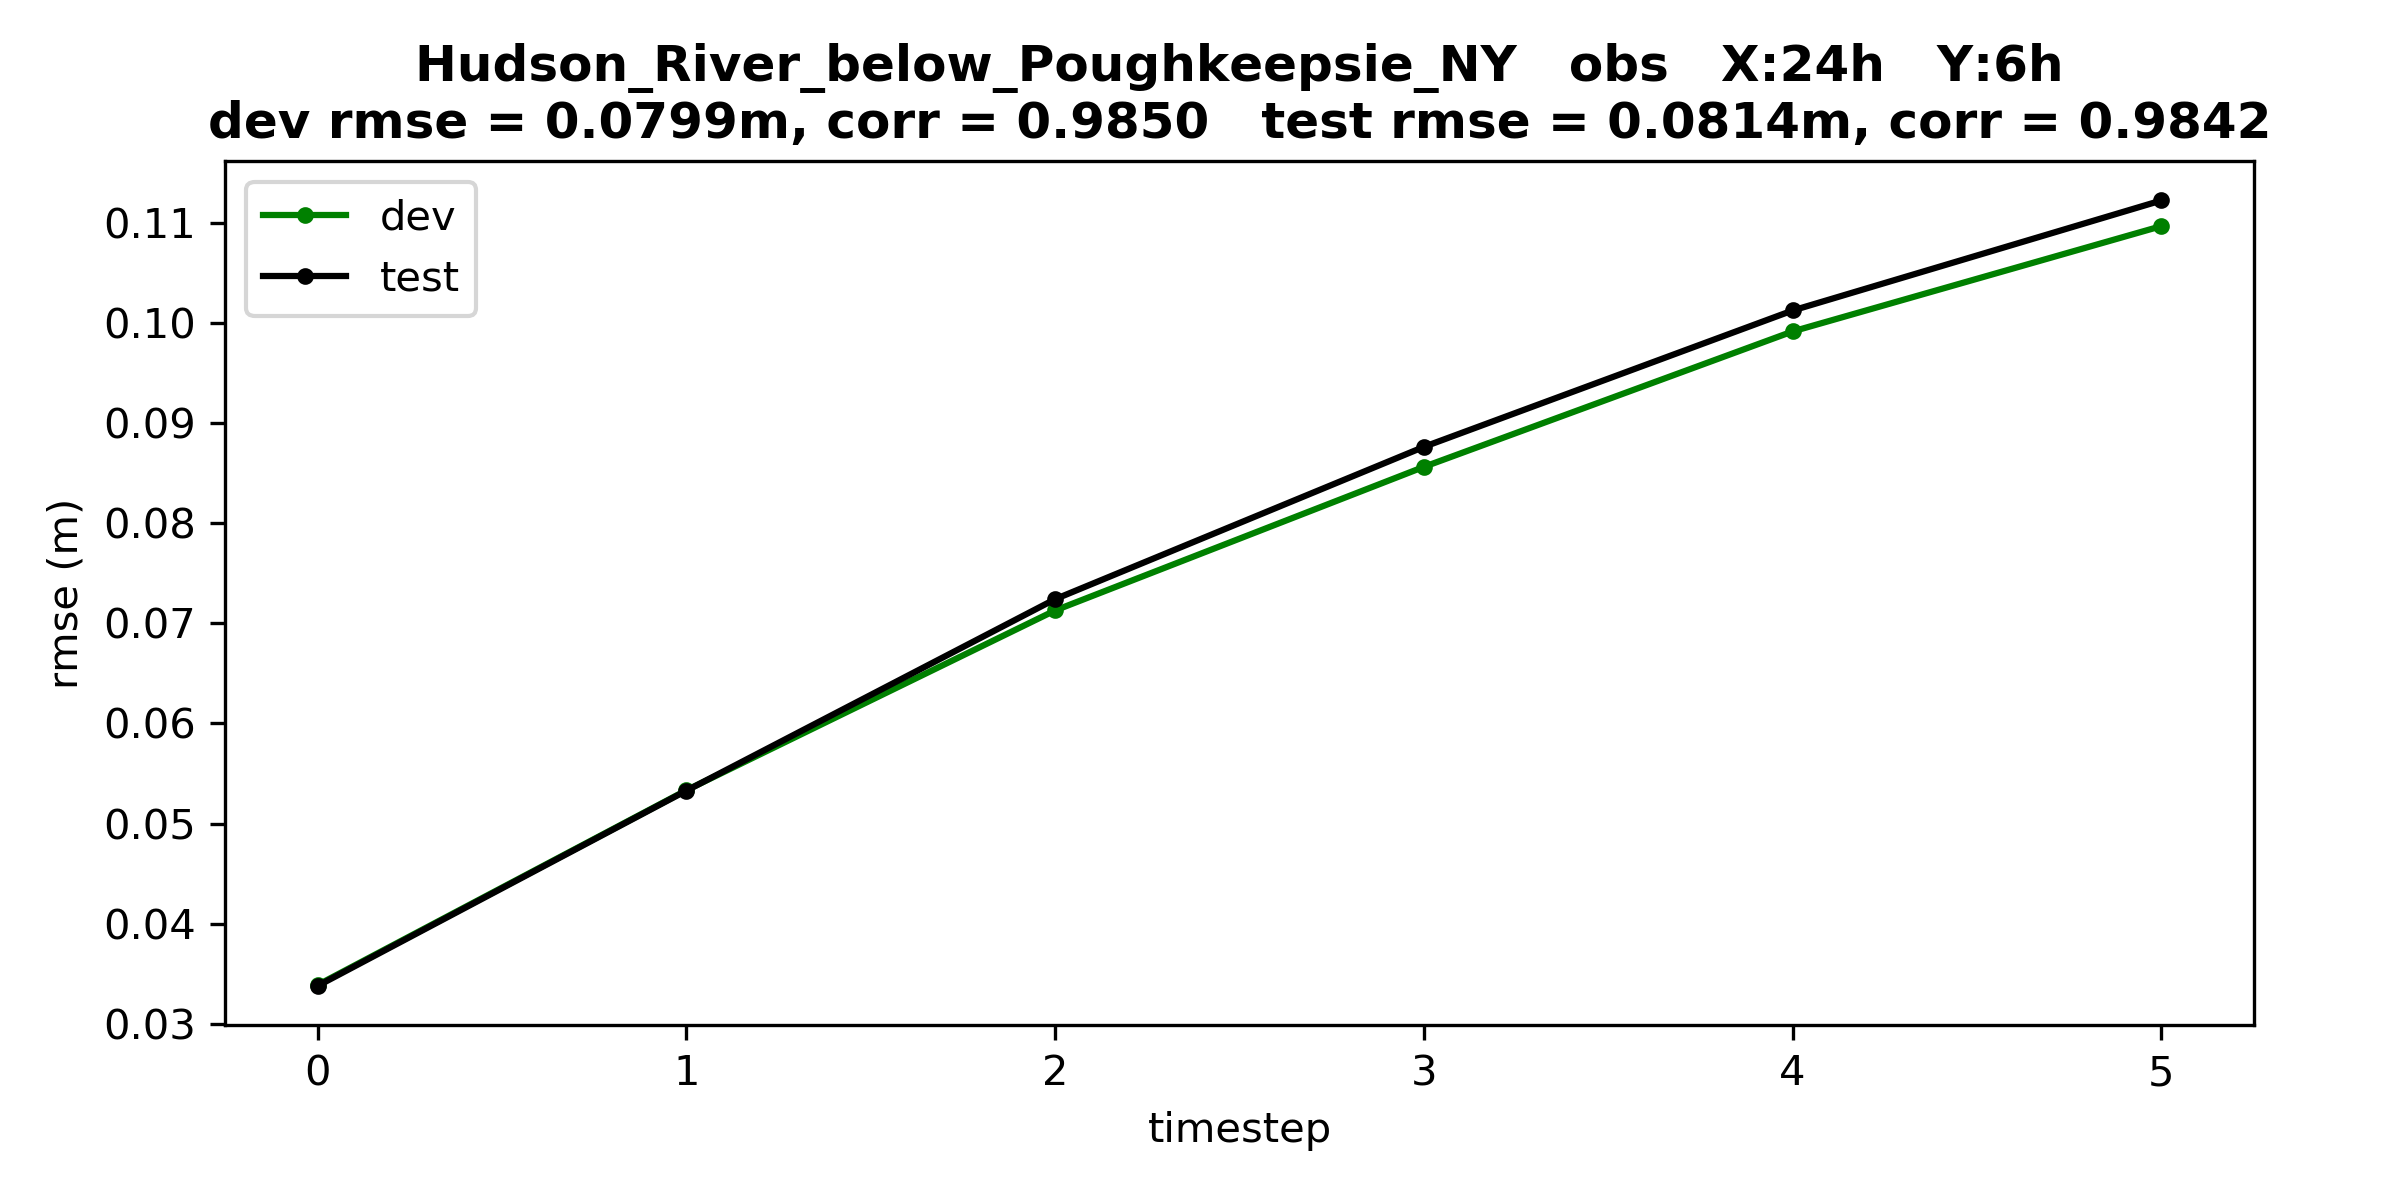 Hudson_River_below_Poughkeepsie_NY   obs   X:24h   Y:6h
dev rmse = 0.0799m, corr = 0.9850   test rmse = 0.0814m, corr = 0.9842
dev
test
0.11
0.10
0.09
0.08
0.07
0.06
0.05
0.04
0.03
rmse (m)
0 1 2 3 4 5
timestep